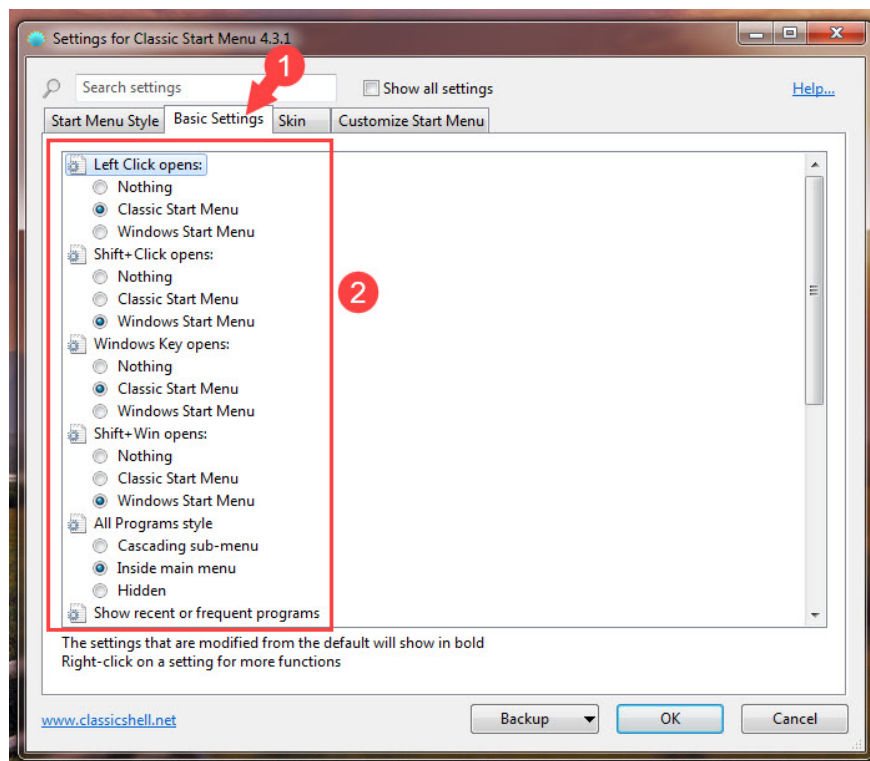 Settings for Classic Start Menu 4.3.1
1
Search settings
Show all settings
Help...
Start Menu Style
Basic Settings
Skin
Customize Start Menu
Left Click opens:
Nothing
Classic Start Menu
Windows Start Menu
Shift+Click opens:
Nothing
Classic Start Menu
2
Windows Start Menu
Windows Key opens:
Nothing
Classic Start Menu
Windows Start Menu
Shift+Win opens:
Nothing
Classic Start Menu
Windows Start Menu
All Programs style
Cascading sub-menu
Inside main menu
Hidden
Show recent or frequent programs
The settings that are modified from the default will show in bold
Right-click on a setting for more functions
www.classicshell.net
Backup
OK
Cancel